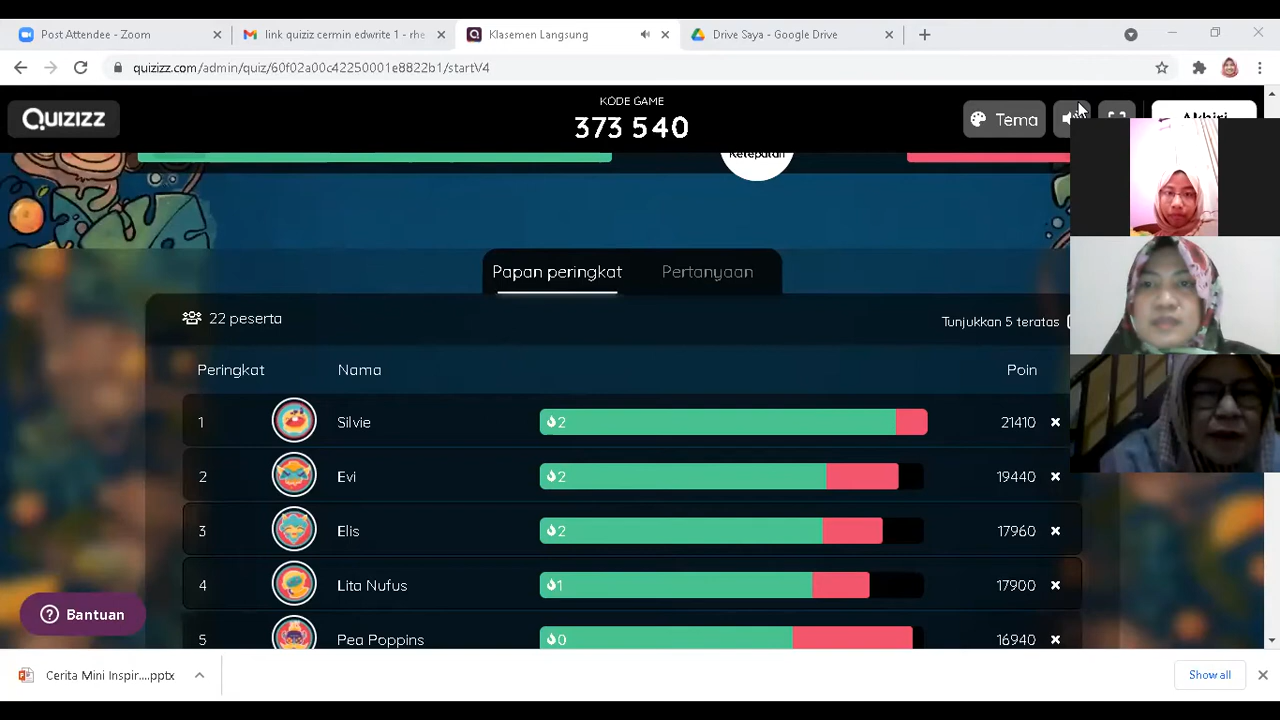 Post Attendee - Zoom
link quiziz cermin edwrite 1 - rhe
Klasemen Langsung
Drive Saya - Google Drive
quizizz.com/admin/quiz/60f02a00c42250001e8822b1/startV4
Quizizz
KODE GAME
373 540
Tema
Akhiri
Ketepatan
Papan peringkat
Pertanyaan
22 peserta
Tunjukkan 5 teratas
Peringkat Nama Poin
1 Silvie 2 21410
2 Evi 2 19440
3 Elis 2 17960
4 Lita Nufus 1 17900
5 Pea Poppins 0 16940
Bantuan
Cerita Mini Inspir....pptx
Show all